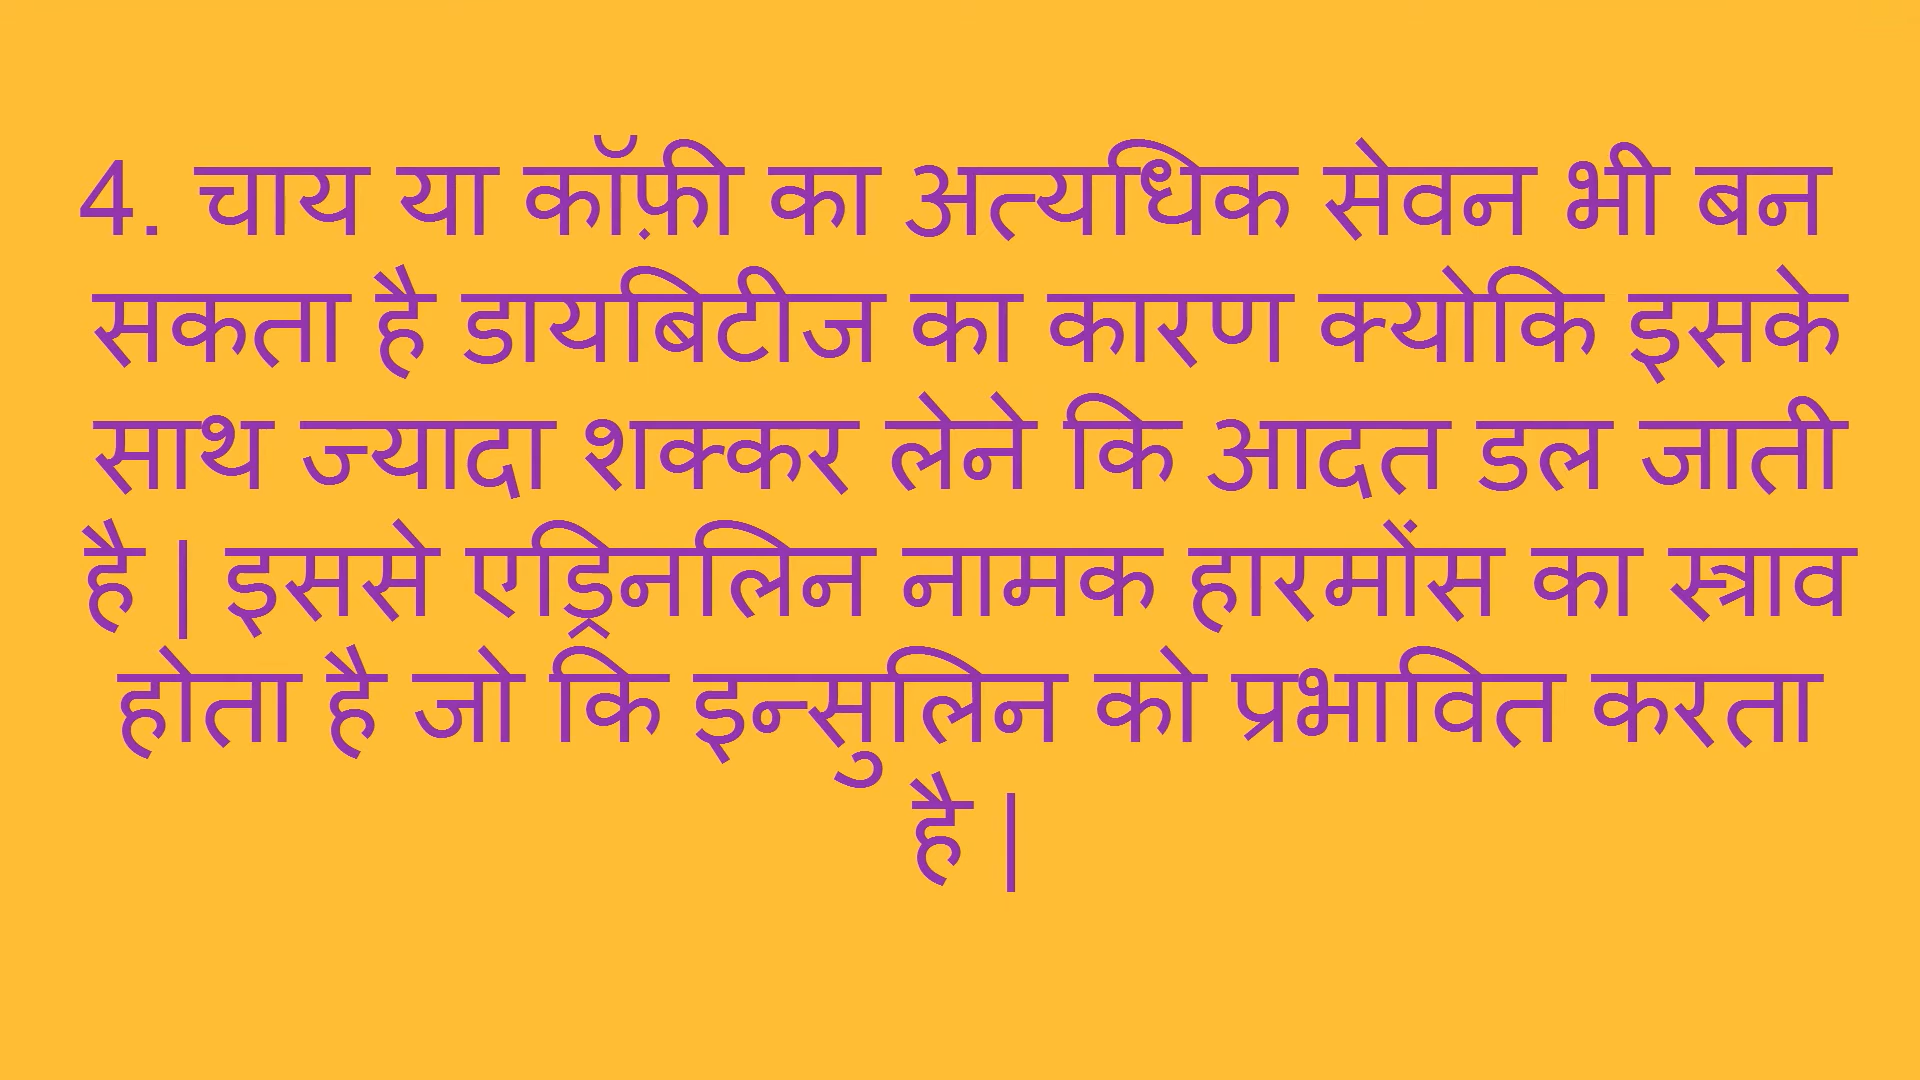 4. चाय या कॉफ़ी का अत्यधिक सेवन भी बन
सकता है डायबिटीज का कारण क्योकि इसके
साथ ज्यादा शक्कर लेने कि आदत डल जाती
है | इससे एड्रिनलिन नामक हारमोंस का स्त्राव
होता है जो कि इन्सुलिन को प्रभावित करता
है |